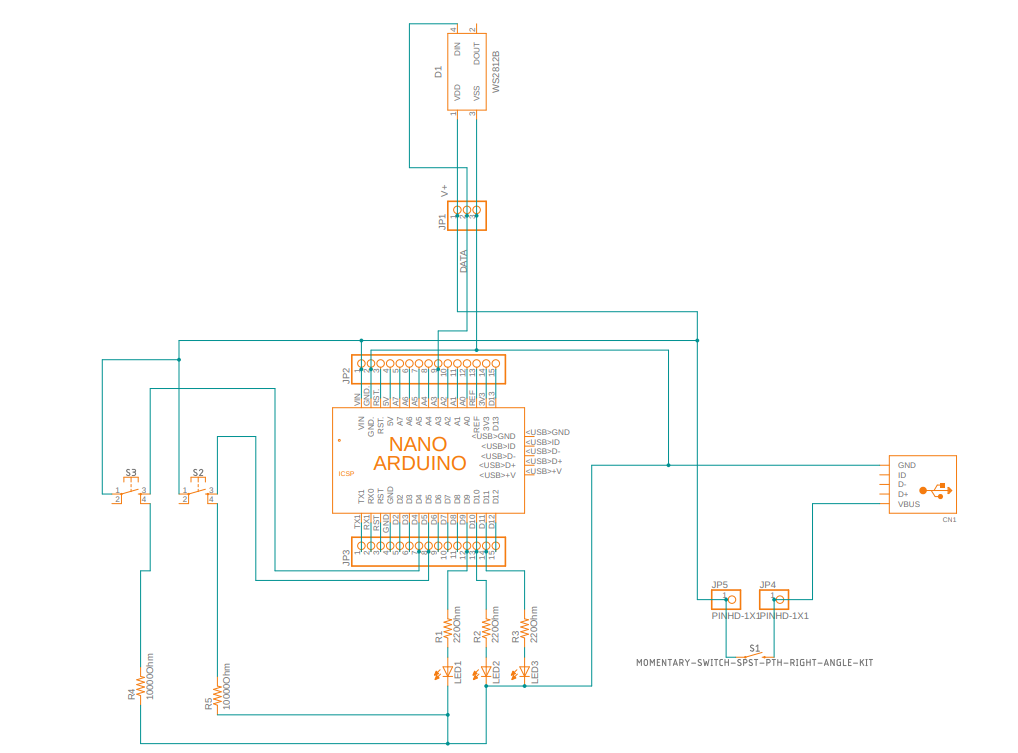 4
2
DIN
DOUT
D1
WS2812B
VDD
VSS
1
3
V+
JP1
1
2
3
DATA
JP2
1
2
3
4
5
6
7
8
9
10
11
12
13
14
15
VIN
GND
RST.
5V
A7
A6
A5
A4
A3
A2
A1
A0
REF
3V3
D13
VIN
GND.
RST.
5V
A7
A6
A5
A4
A3
A2
A1
A0
REF
3V3
D13
NANO
ARDUINO
ICSP
<USB>GND
<USB>ID
<USB>D-
<USB>D+
<USB>+V
<USB>GND
<USB>ID
<USB>D-
<USB>D+
<USB>+V
TX1
RX0
RST
GND
D2
D3
D4
D5
D6
D7
D8
D9
D10
D11
D12
TX1
RX1
RST
GND
D2
D3
D4
D5
D6
D7
D8
D9
D10
D11
D12
JP3
1
2
3
4
5
6
7
8
9
10
11
12
13
14
15
S3
1
3
2
4
S2
1
3
2
4
GND
ID
D-
D+
VBUS
CN1
JP5
1
PINHD-1X1
JP4
1
PINHD-1X1
S1
MOMENTARY-SWITCH-SPST-PTH-RIGHT-ANGLE-KIT
R1
220Ohm
R2
220Ohm
R3
220Ohm
LED1
LED2
LED3
R4
10000Ohm
R5
10000Ohm